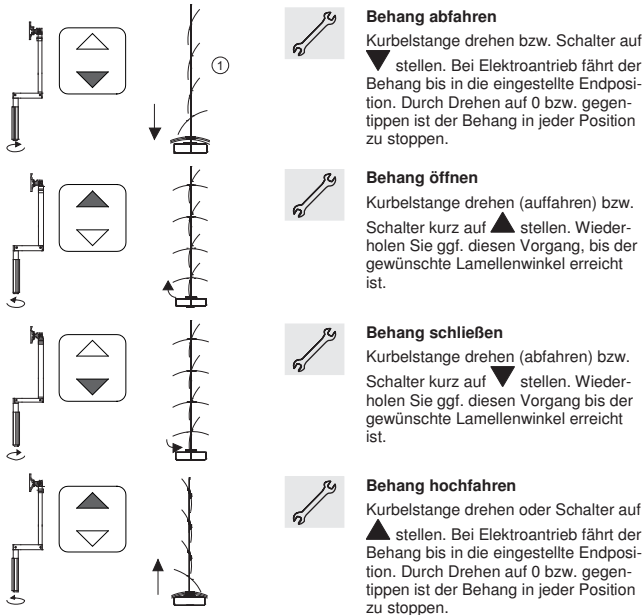 ①
Behang abfahren
Kurbelstange drehen bzw. Schalter auf
▼ stellen. Bei Elektroantrieb fährt der
Behang bis in die eingestellte Endposi-
tion. Durch Drehen auf 0 bzw. gegen-
tippen ist der Behang in jeder Position
zu stoppen.
Behang öffnen
Kurbelstange drehen (auffahren) bzw.
Schalter kurz auf ▲ stellen. Wieder-
holen Sie ggf. diesen Vorgang, bis der
gewünschte Lamellenwinkel erreicht
ist.
Behang schließen
Kurbelstange drehen (abfahren) bzw.
Schalter kurz auf ▼ stellen. Wieder-
holen Sie ggf. diesen Vorgang bis der
gewünschte Lamellenwinkel erreicht
ist.
Behang hochfahren
Kurbelstange drehen oder Schalter auf
▲ stellen. Bei Elektroantrieb fährt der
Behang bis in die eingestellte Endposi-
tion. Durch Drehen auf 0 bzw. gegen-
tippen ist der Behang in jeder Position
zu stoppen.